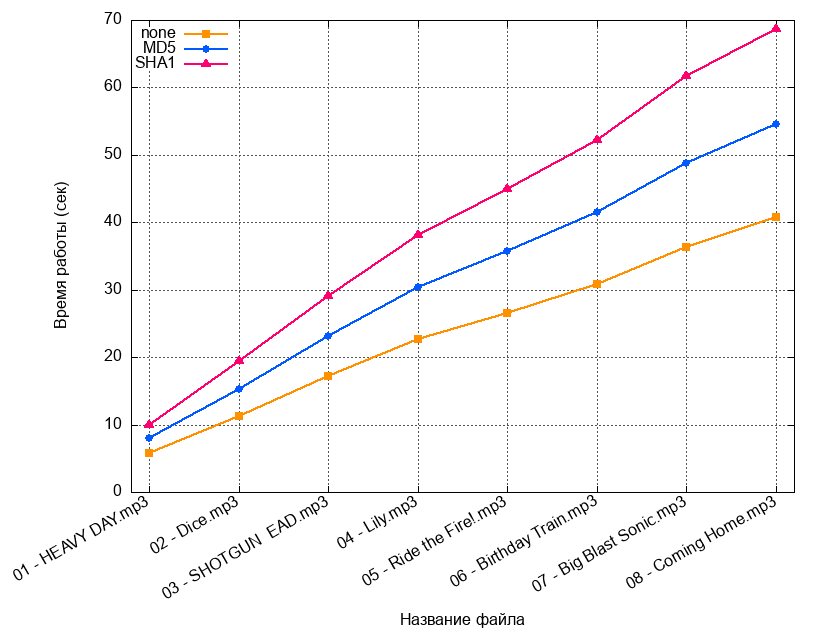 70
60
50
40
30
20
10
0
none
MD5
SHA1
Время работы (сек)
01 - HEAVY DAY.mp3
02 - Dice.mp3
03 - SHOTGUN  EAD.mp3
04 - Lily.mp3
05 - Ride the Fire!.mp3
06 - Birthday Train.mp3
07 - Big Blast Sonic.mp3
08 - Coming Home.mp3
Название файла